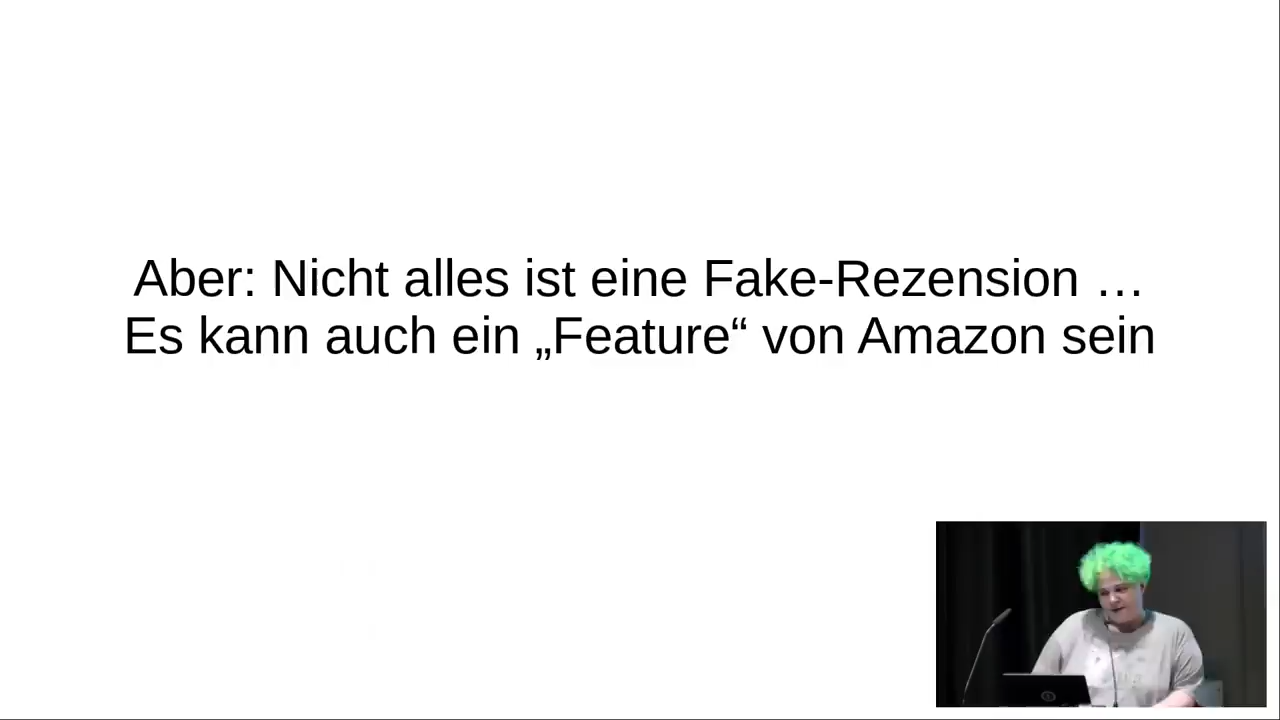 Aber: Nicht alles ist eine Fake-Rezension …
Es kann auch ein „Feature“ von Amazon sein